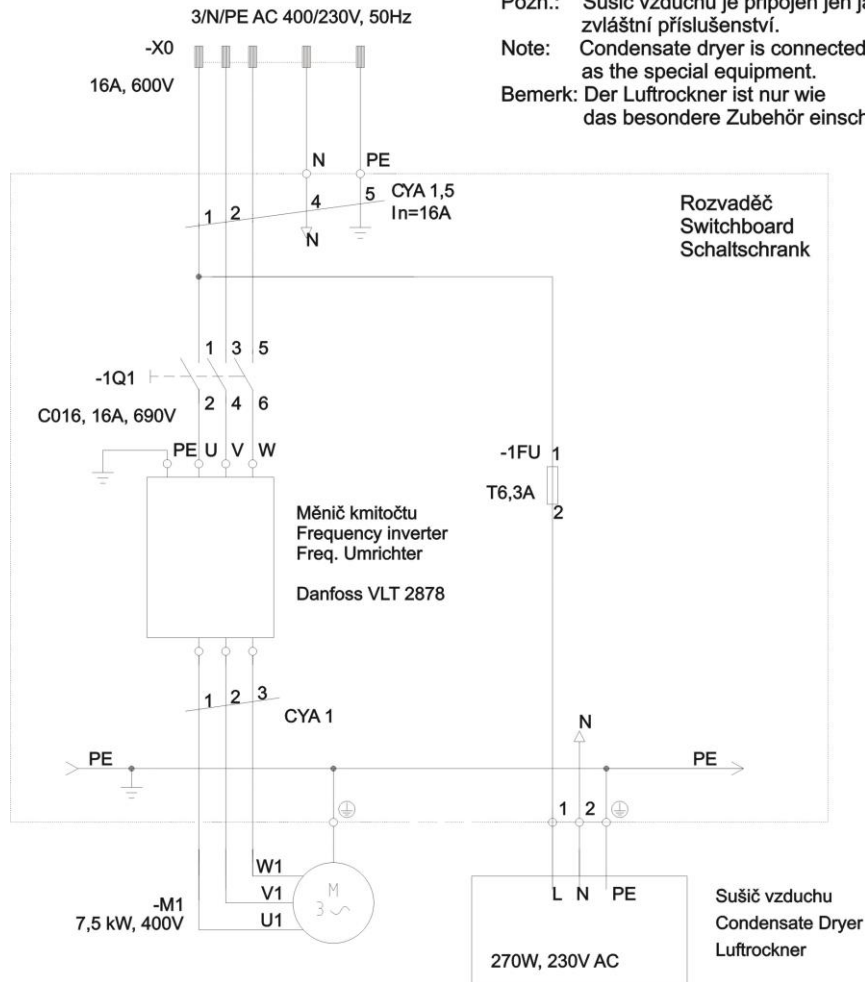 3/N/PE AC 400/230V, 50Hz
Pozn.: Sušič vzduchu je připojen jen
zvláštní příslušenství.
Note: Condensate dryer is connected
as the special equipment.
Bemerk: Der Luftrockner ist nur wie
das besondere Zubehör
-X0
16A, 600V
N
PE
1
2
4
5
CYA 1,5
In=16A
N
Rozvaděč
Switchboard
Schaltschrank
1 3 5
-1Q1
2 4 6
C016, 16A, 690V
PE U V W
-1FU 1
T6,3A
2
Měnič kmitočtu
Frequency inverter
Freq. Umrichter
Danfoss VLT 2878
1 2 3
CYA 1
N
PE
PE
1 2
W1
V1
U1
M
3 ~
-M1
7,5 kW, 400V
L N PE
270W, 230V AC
Sušič vzduchu
Condensate Dryer
Luftrockner